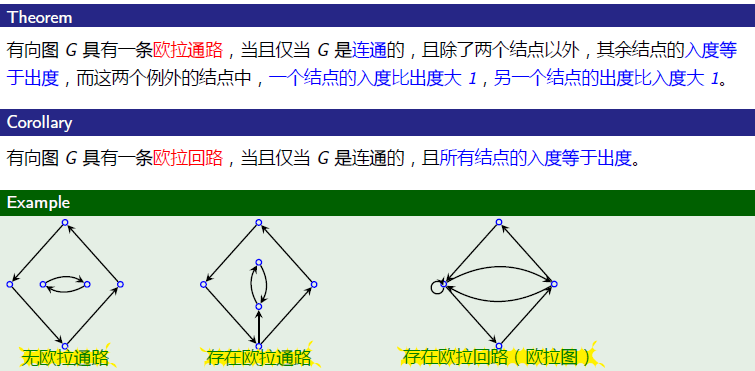 Theorem
有向图 G 具有一条欧拉通路，当且仅当 G 是连通的，且除了两个结点以外，其余结点的入度等
于出度，而这两个例外的结点中，一个结点的入度比出度大 1，另一个结点的出度比入度大 1。
Corollary
有向图 G 具有一条欧拉回路，当且仅当 G 是连通的，且所有结点的入度等于出度。
Example
无欧拉通路
存在欧拉通路
存在欧拉回路（欧拉图）